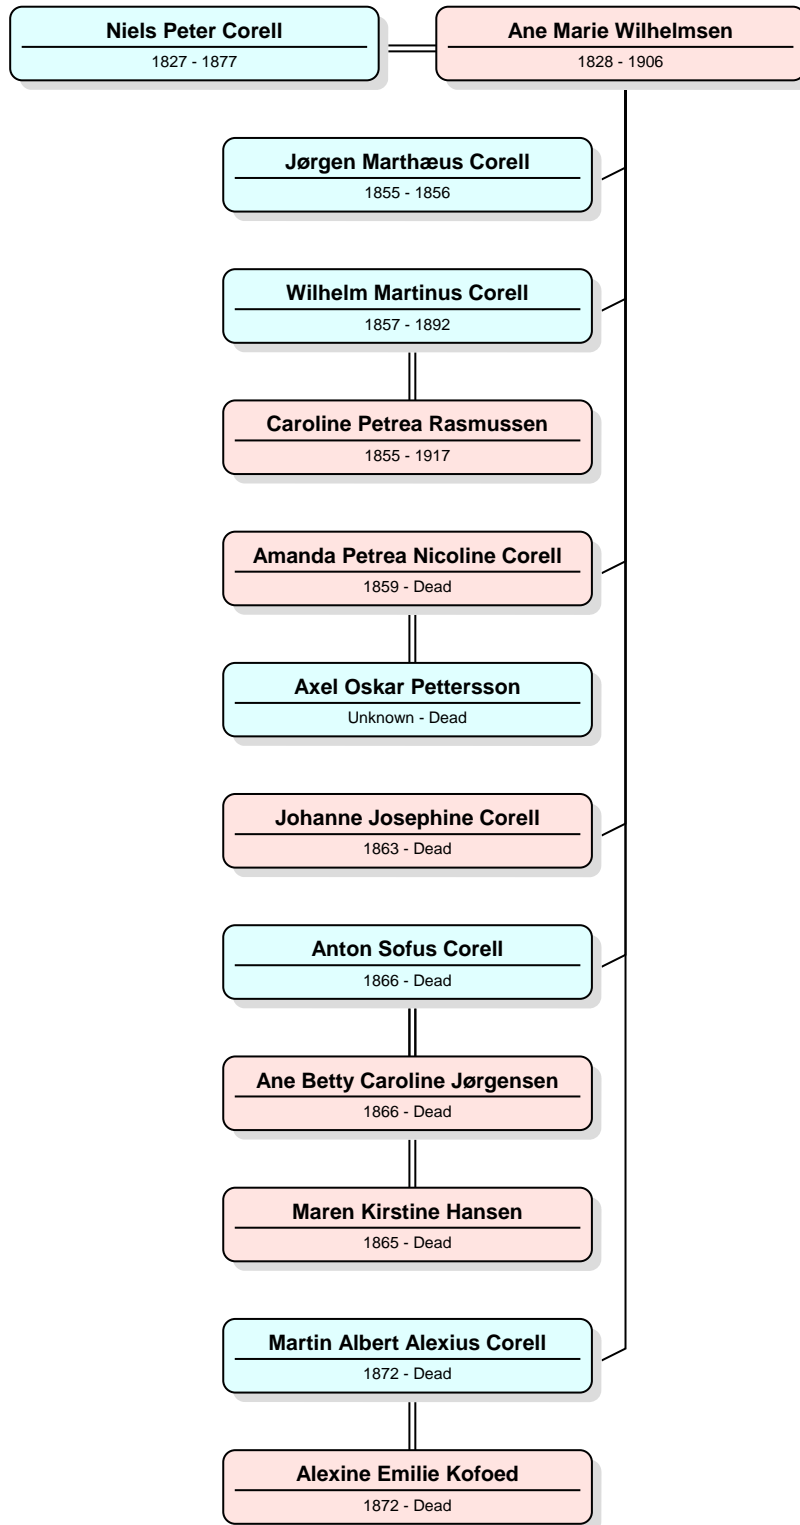 Niels Peter Corell
1827 - 1877
Ane Marie Wilhelmsen
1828 - 1906
Jørgen Marthæus Corell
1855 - 1856
Wilhelm Martinus Corell
1857 - 1892
Caroline Petrea Rasmussen
1855 - 1917
Amanda Petrea Nicoline Corell
1859 - Dead
Axel Oskar Pettersson
Unknown - Dead
Johanne Josephine Corell
1863 - Dead
Anton Sofus Corell
1866 - Dead
Ane Betty Caroline Jørgensen
1866 - Dead
Maren Kirstine Hansen
1865 - Dead
Martin Albert Alexius Corell
1872 - Dead
Alexine Emilie Kofoed
1872 - Dead